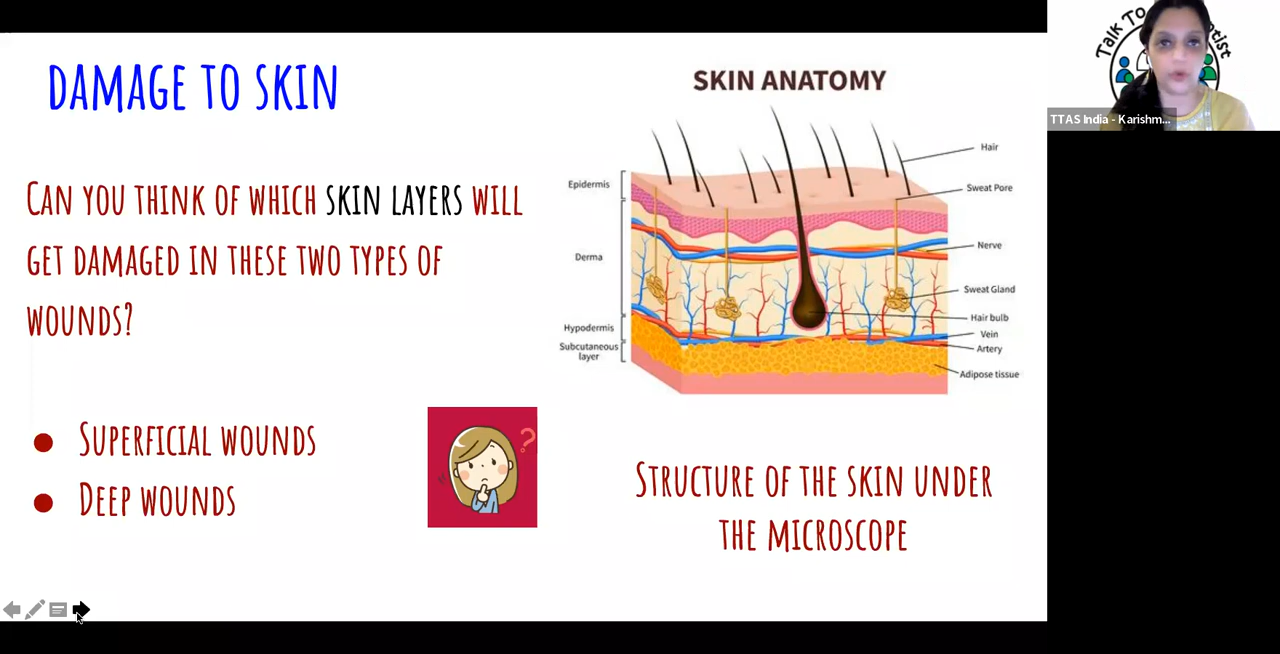 DAMAGE TO SKIN
CAN YOU THINK OF WHICH SKIN LAYERS WILL
GET DAMAGED IN THESE TWO TYPES OF
WOUNDS?
● SUPERFICIAL WOUNDS
● DEEP WOUNDS
?
SKIN ANATOMY
Epidermis
Derma
Hypodermis
Subcutaneous
layer
Hair
Sweat Pore
Nerve
Sweat Gland
Hair bulb
Vein
Artery
Adipose tissue
STRUCTURE OF THE SKIN UNDER
THE MICROSCOPE
Talk To
TTAS India - Karishm...